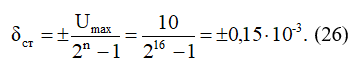 δст = ± Umax / 2ⁿ − 1 = 10 / 2¹⁶ − 1 = ±0,15·10⁻³. (26)